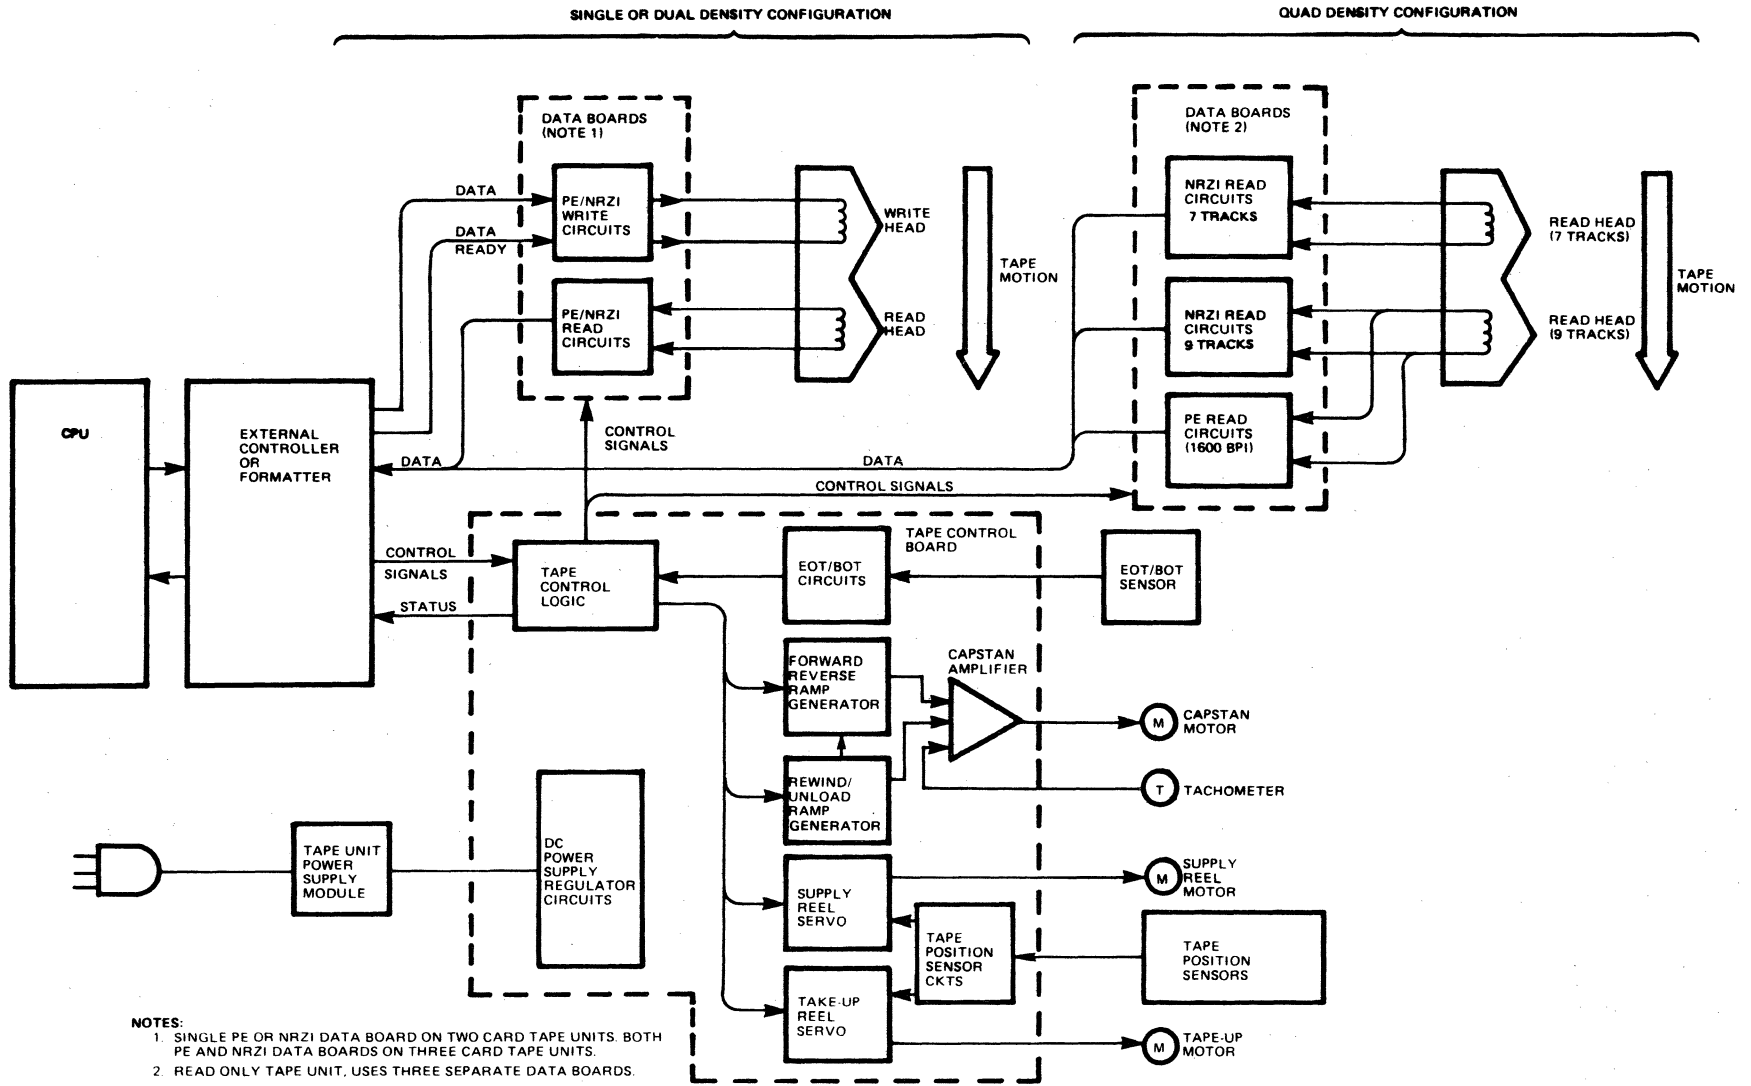 SINGLE OR DUAL DENSITY CONFIGURATION
QUAD DENSITY CONFIGURATION
DATA BOARDS
(NOTE 1)
DATA
PE/NRZI
WRITE
CIRCUITS
DATA
READY
PE/NRZI
READ
CIRCUITS
WRITE
HEAD
READ
HEAD
TAPE
MOTION
DATA BOARDS
(NOTE 2)
NRZI READ
CIRCUITS
7 TRACKS
NRZI READ
CIRCUITS
9 TRACKS
PE READ
CIRCUITS
(1600 BPI)
READ HEAD
(7 TRACKS)
READ HEAD
(9 TRACKS)
TAPE
MOTION
CPU
EXTERNAL
CONTROLLER
OR
FORMATTER
CONTROL
SIGNALS
DATA
DATA
CONTROL SIGNALS
CONTROL
SIGNALS
STATUS
TAPE
CONTROL
LOGIC
EOT/BOT
CIRCUITS
TAPE CONTROL
BOARD
EOT/BOT
SENSOR
FORWARD
REVERSE
RAMP
GENERATOR
CAPSTAN
AMPLIFIER
M
CAPSTAN
MOTOR
REWIND/
UNLOAD
RAMP
GENERATOR
T
TACHOMETER
TAPE UNIT
POWER
SUPPLY
MODULE
DC
POWER
SUPPLY
REGULATOR
CIRCUITS
SUPPLY
REEL
SERVO
M
SUPPLY
REEL
MOTOR
TAPE
POSITION
SENSOR
CKTS
TAPE
POSITION
SENSORS
TAKE-UP
REEL
SERVO
M
TAPE-UP
MOTOR
NOTES:
1. SINGLE PE OR NRZI DATA BOARD ON TWO CARD TAPE UNITS. BOTH
PE AND NRZI DATA BOARDS ON THREE CARD TAPE UNITS.
2. READ ONLY TAPE UNIT, USES THREE SEPARATE DATA BOARDS.